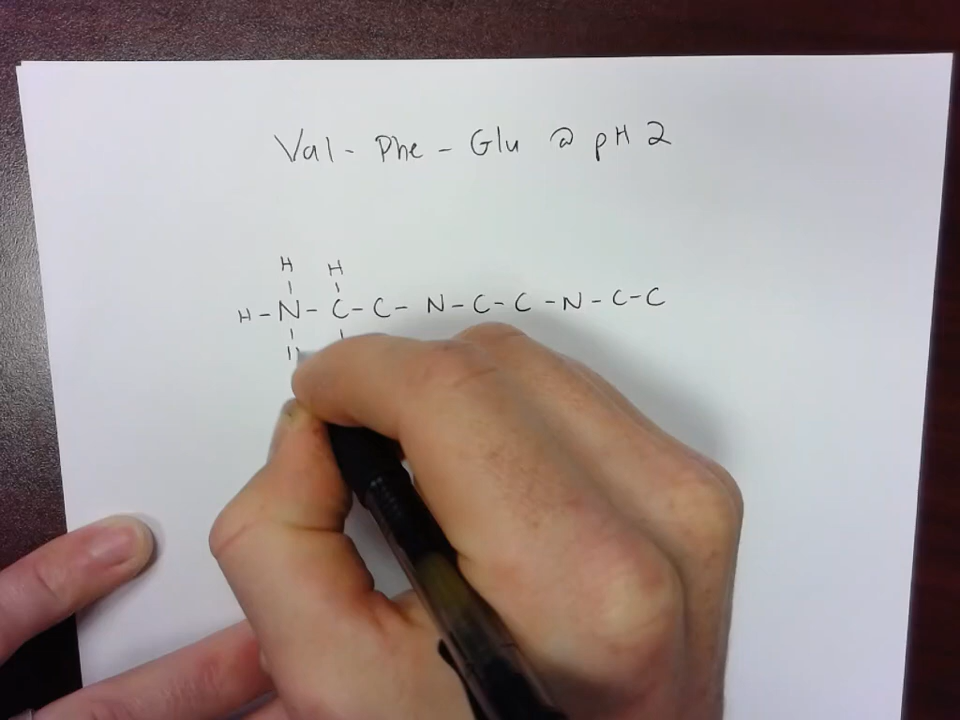 Val - Phe - Glu @ pH 2
H H
H - N - C - C - N - C - C - N - C - C